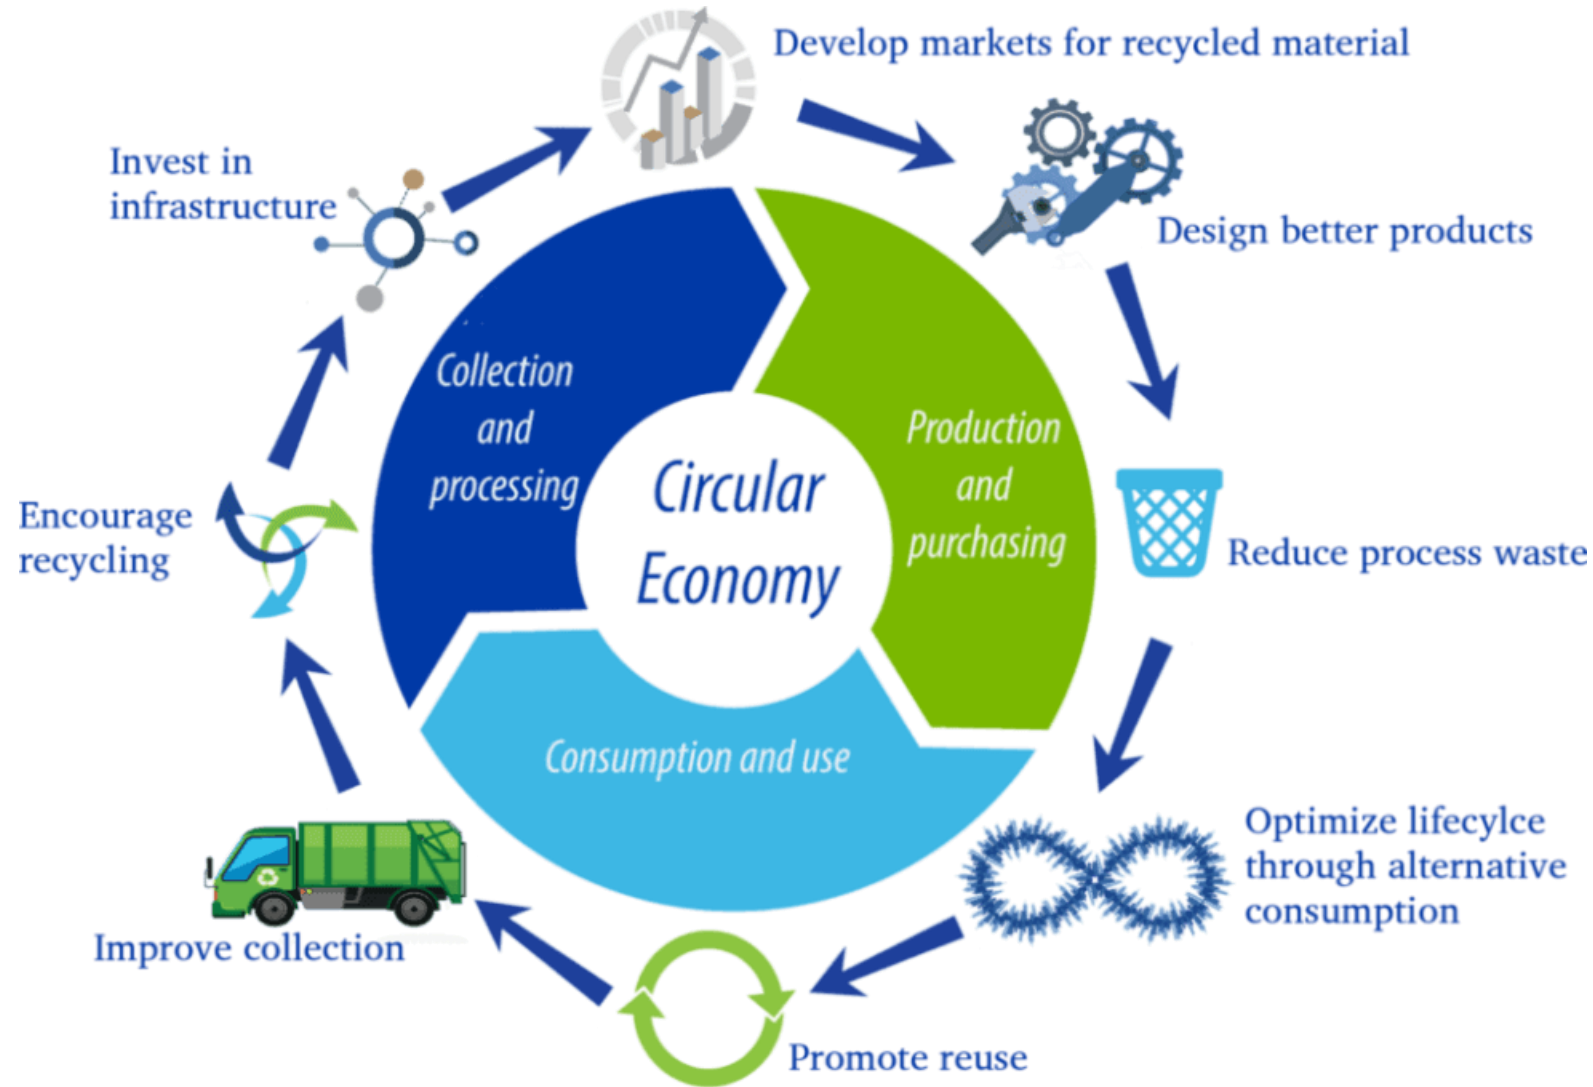 Develop markets for recycled material
Design better products
Reduce process waste
Optimize lifecylce
through alternative
consumption
Promote reuse
Improve collection
Encourage
recycling
Invest in
infrastructure
Collection
and
processing
Production
and
purchasing
Consumption and use
Circular
Economy